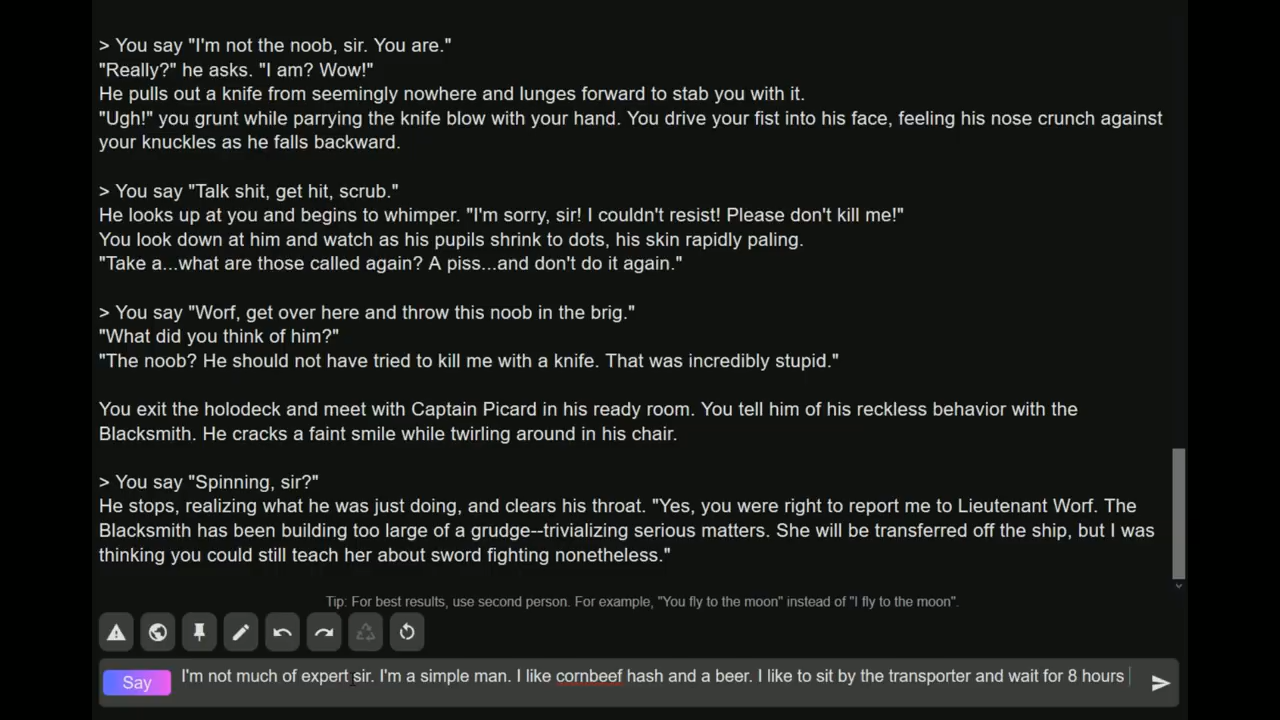 > You say "I'm not the noob, sir. You are."
"Really?" he asks. "I am? Wow!"
He pulls out a knife from seemingly nowhere and lunges forward to stab you with it.
"Ugh!" you grunt while parrying the knife blow with your hand. You drive your fist into his face, feeling his nose crunch against
your knuckles as he falls backward.
> You say "Talk shit, get hit, scrub."
He looks up at you and begins to whimper. "I'm sorry, sir! I couldn't resist! Please don't kill me!"
You look down at him and watch as his pupils shrink to dots, his skin rapidly paling.
"Take a...what are those called again? A piss...and don't do it again."
> You say "Worf, get over here and throw this noob in the brig."
"What did you think of him?"
"The noob? He should not have tried to kill me with a knife. That was incredibly stupid."
You exit the holodeck and meet with Captain Picard in his ready room. You tell him of his reckless behavior with the
Blacksmith. He cracks a faint smile while twirling around in his chair.
> You say "Spinning, sir?"
He stops, realizing what he was just doing, and clears his throat. "Yes, you were right to report me to Lieutenant Worf. The
Blacksmith has been building too large of a grudge--trivializing serious matters. She will be transferred off the ship, but I was
thinking you could still teach her about sword fighting nonetheless."
Tip: For best results, use second person. For example, "You fly to the moon" instead of "I fly to the moon".
Say I'm not much of expert sir. I'm a simple man. I like cornbeef hash and a beer. I like to sit by the transporter and wait for 8 hours